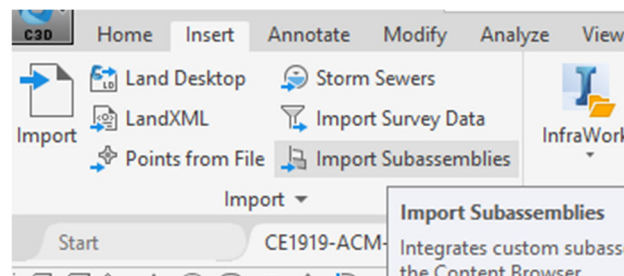 C3D
Home Insert Annotate Modify Analyze View
Land Desktop Storm Sewers
Import LandXML Import Survey Data InfraWork
Points from File Import Subassemblies
Import
Import Subassemblies
Start CE1919-ACM-
Integrates custom subass
the Content Browser